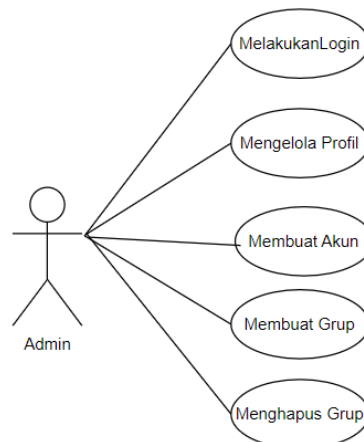 MelakukanLogin
Mengelola Profil
Membuat Akun
Membuat Grup
Admin
Menghapus Grup